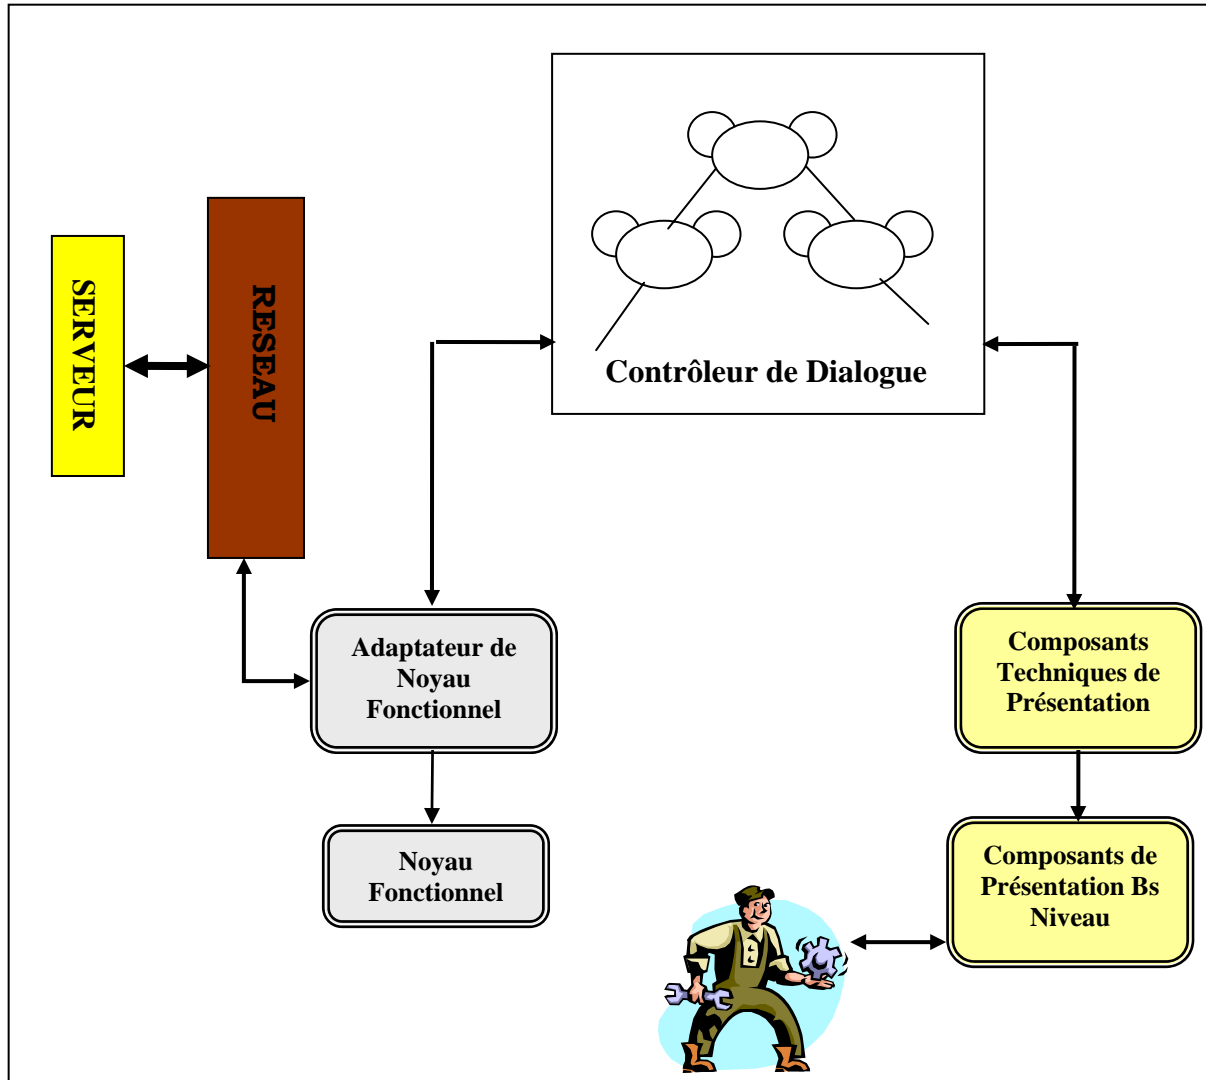 SERVEUR
RESEAU
Contrôleur de Dialogue
Adaptateur de
Noyau
Fonctionnel
Composants
Techniques de
Présentation
Noyau
Fonctionnel
Composants de
Présentation Bs
Niveau